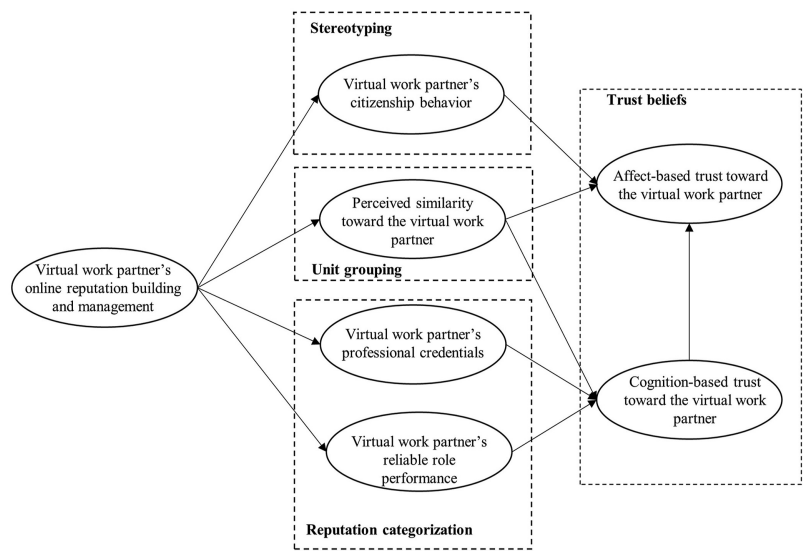 Stereotyping
Virtual work partner's
citizenship behavior
Perceived similarity
toward the virtual work
partner
Unit grouping
Virtual work partner's
online reputation building
and management
Virtual work partner's
professional credentials
Virtual work partner's
reliable role
performance
Reputation categorization
Trust beliefs
Affect-based trust toward
the virtual work partner
Cognition-based trust
toward the virtual work
partner